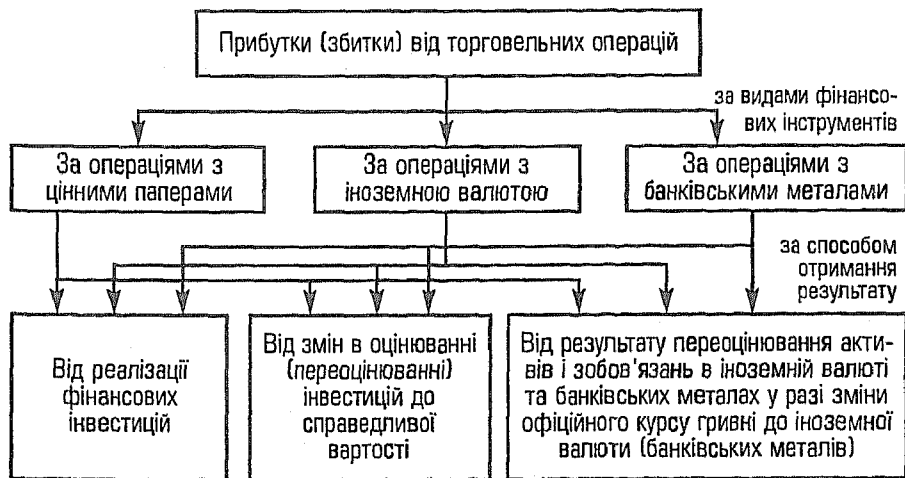 Прибутки (збитки) від торговельних операцій
за видами фінансо-
вих інструментів
За операціями з
цінними паперами
За операціями з
іноземною валютою
За операціями з
банківськими металами
за способом
отримання
результату
Від реалізації
фінансових
інвестицій
Від змін в оцінюванні
(переоцінюванні)
інвестицій до
справедливої
вартості
Від результату переоцінювання акти-
вів і зобов'язань в іноземній валюті
та банківських металах у разі зміни
офіційного курсу гривні до іноземної
валюти (банківських металів)